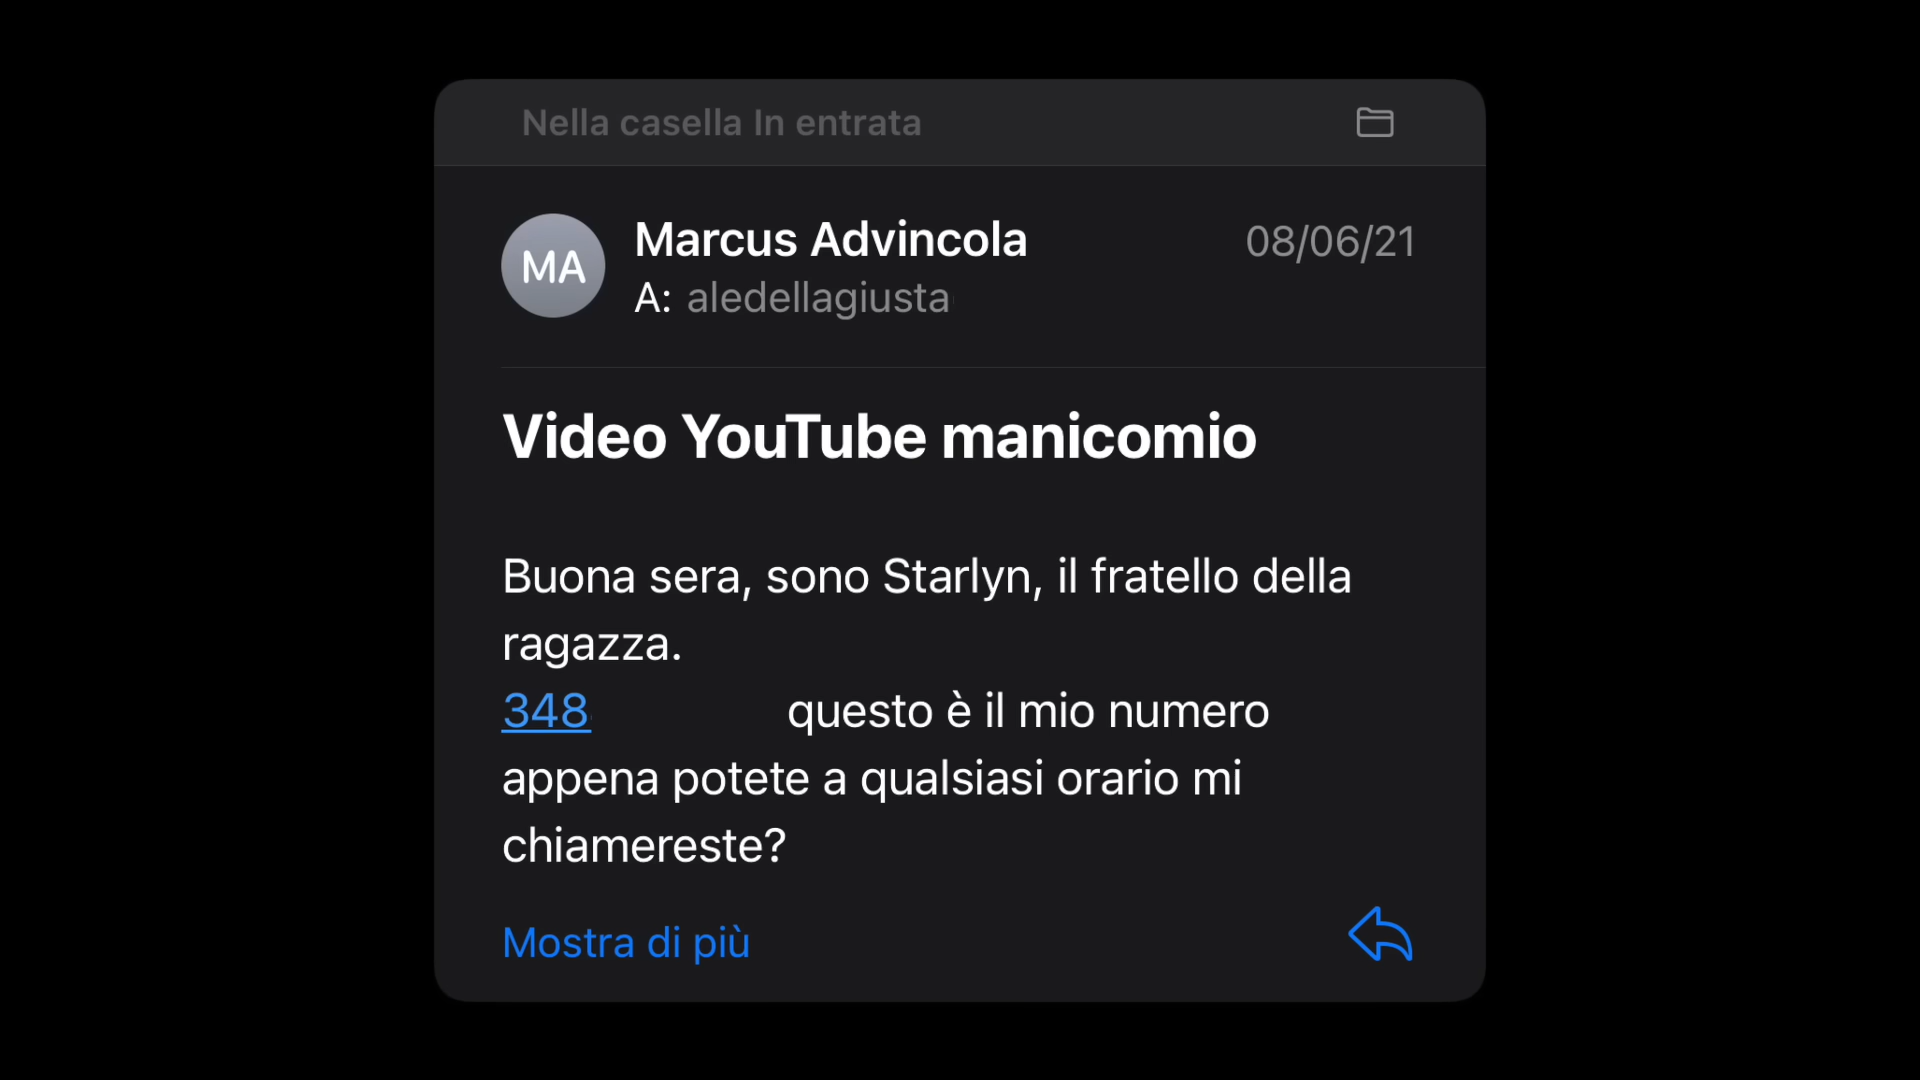 Nella casella In entrata
MA
Marcus Advincola
08/06/21
A: aledellagiusta
Video YouTube manicomio
Buona sera, sono Starlyn, il fratello della
ragazza.
348 questo è il mio numero
appena potete a qualsiasi orario mi
chiamereste?
Mostra di più